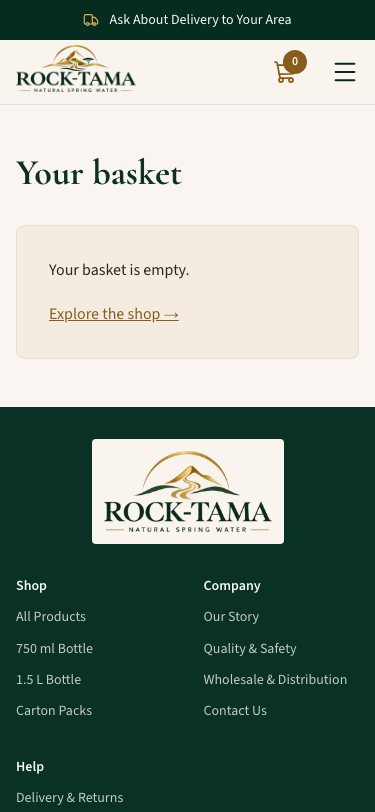 Ask About Delivery to Your Area
ROCK-TAMA
NATURAL SPRING WATER
0
Your basket
Your basket is empty.
Explore the shop →
ROCK-TAMA
NATURAL SPRING WATER
Shop
All Products
750 ml Bottle
1.5 L Bottle
Carton Packs
Company
Our Story
Quality & Safety
Wholesale & Distribution
Contact Us
Help
Delivery & Returns